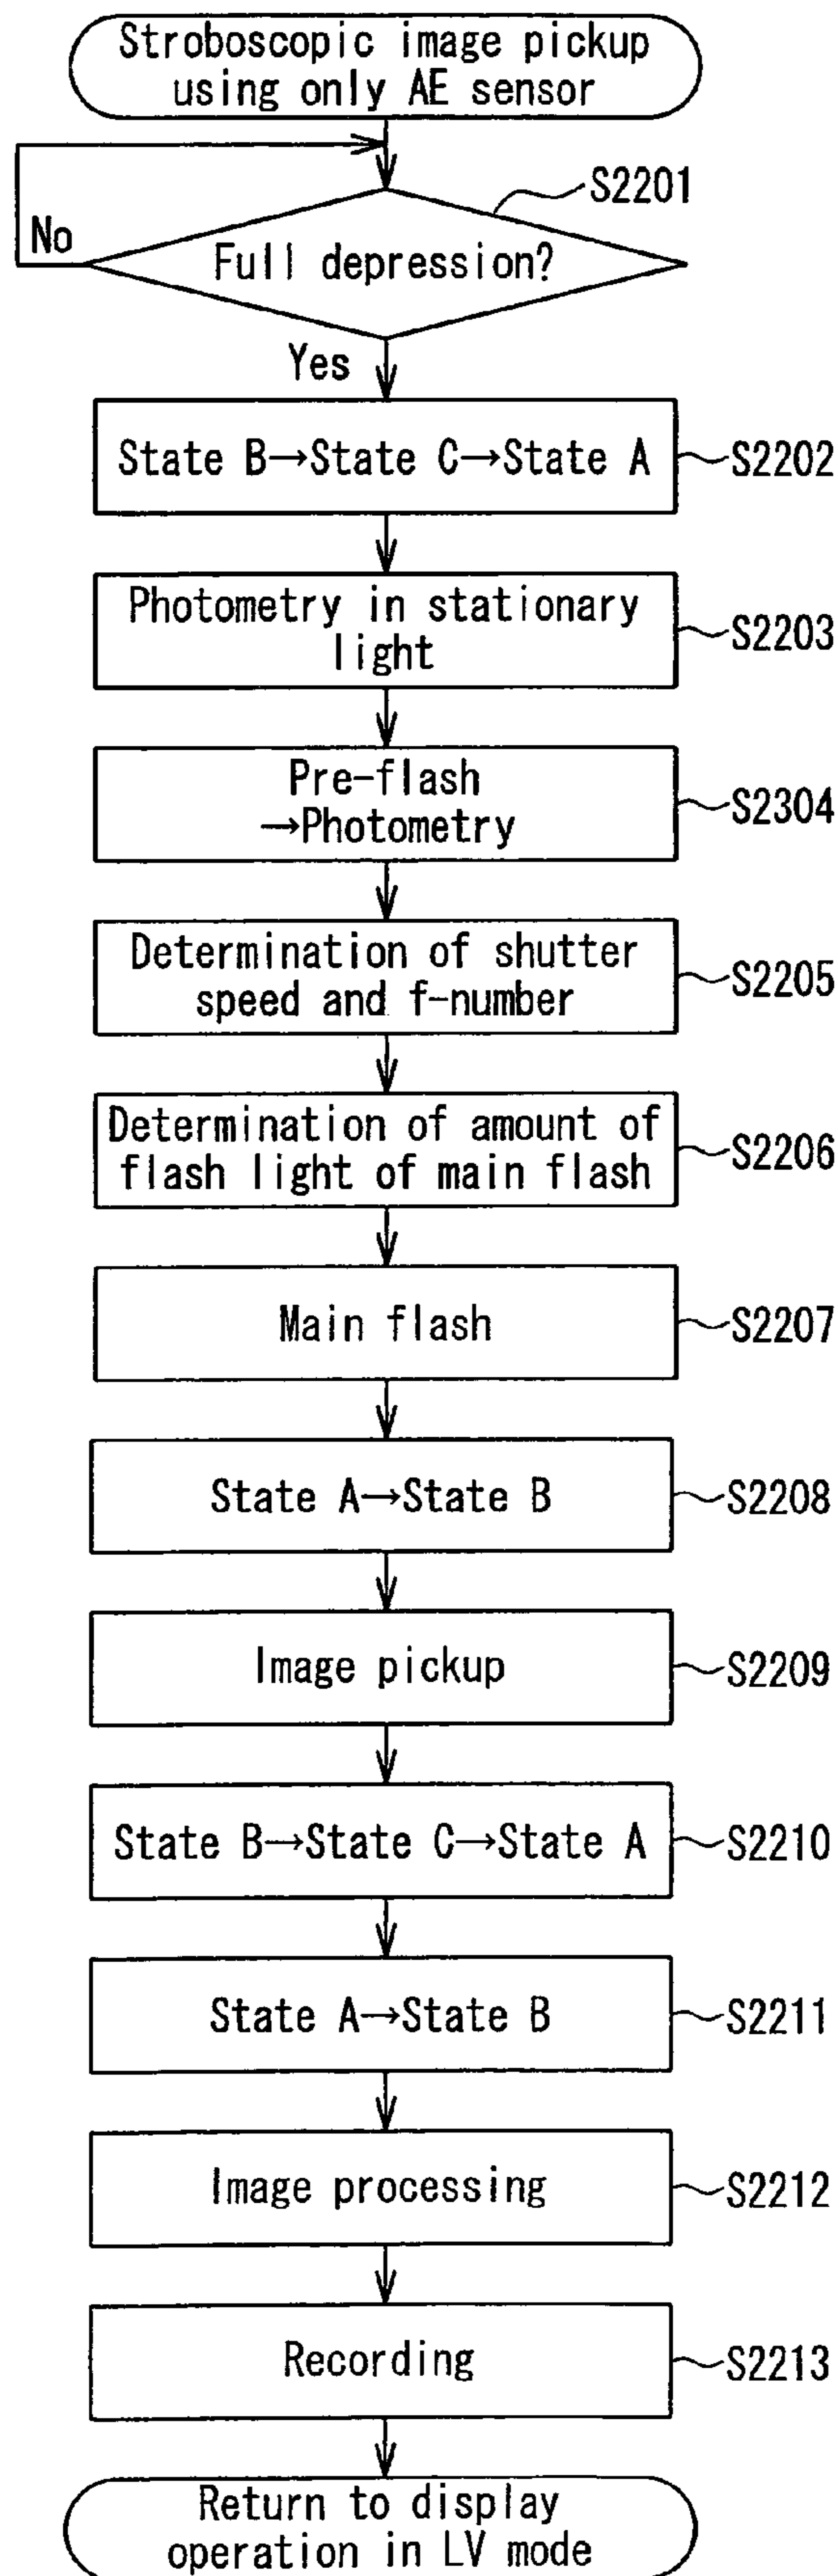 Stroboscopic image pickup
using only AE sensor
S2201
No
Full depression?
Yes
State B→State C→State A
S2202
Photometry in stationary
light
S2203
Pre-flash
→Photometry
S2304
Determination of shutter
speed and f-number
S2205
Determination of amount of
flash light of main flash
S2206
Main flash
S2207
State A→State B
S2208
Image pickup
S2209
State B→State C→State A
S2210
State A→State B
S2211
Image processing
S2212
Recording
S2213
Return to display
operation in LV mode